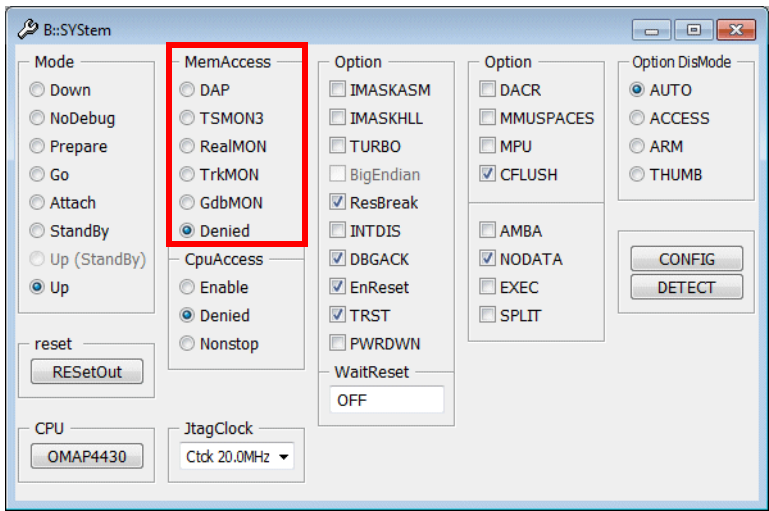 B::SYStem
Mode
Down
NoDebug
Prepare
Go
Attach
StandBy
Up (StandBy)
Up
reset
RESetOut
CPU
OMAP4430
MemAccess
DAP
TSMON3
RealMON
TrkMON
GdbMON
Denied
CpuAccess
Enable
Denied
Nonstop
JtagClock
Ctck 20.0MHz
Option
IMASKASM
IMASKHLL
TURBO
BigEndian
ResBreak
INTDIS
DBGACK
EnReset
TRST
PWRDWN
WaitReset
OFF
Option
DACR
MMUSPACES
MPU
CFLUSH
AMBA
NODATA
EXEC
SPLIT
Option DisMode
AUTO
ACCESS
ARM
THUMB
CONFIG
DETECT